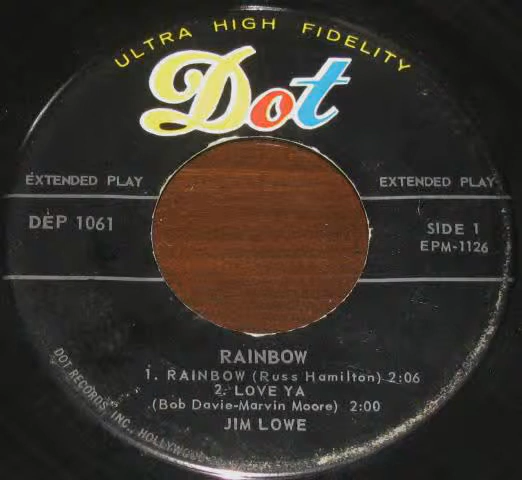 ULTRA HIGH FIDELITY
Dot
EXTENDED PLAY
EXTENDED PLAY
DEP 1061
SIDE 1
EPM-1126
RAINBOW
1. RAINBOW (Russ Hamilton) 2:06
2. LOVE YA
(Bob Davie-Marvin Moore) 2:00
JIM LOWE
DOT RECORDS INC., HOLLYWOOD